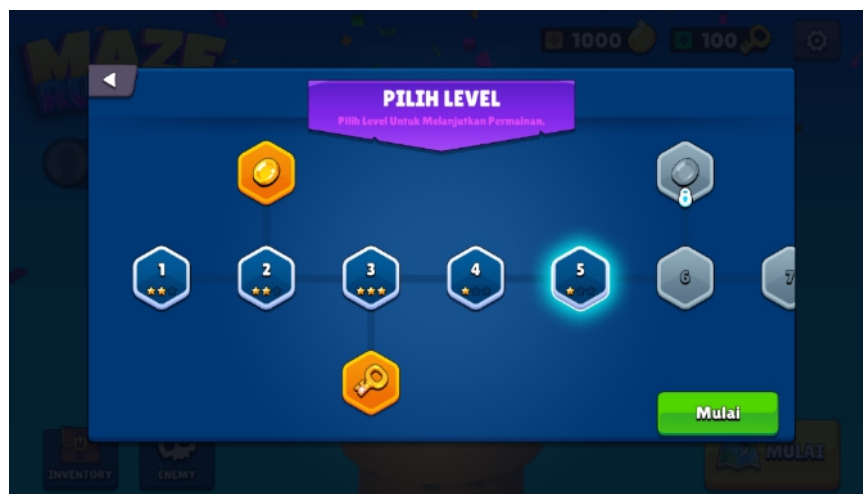 MAZE
1000
100
PILIH LEVEL
Pilih Level Untuk Melanjutkan Permainan.
1
2
3
4
5
6
7
Mulai
INVENTORY
ENEMY
MULAI